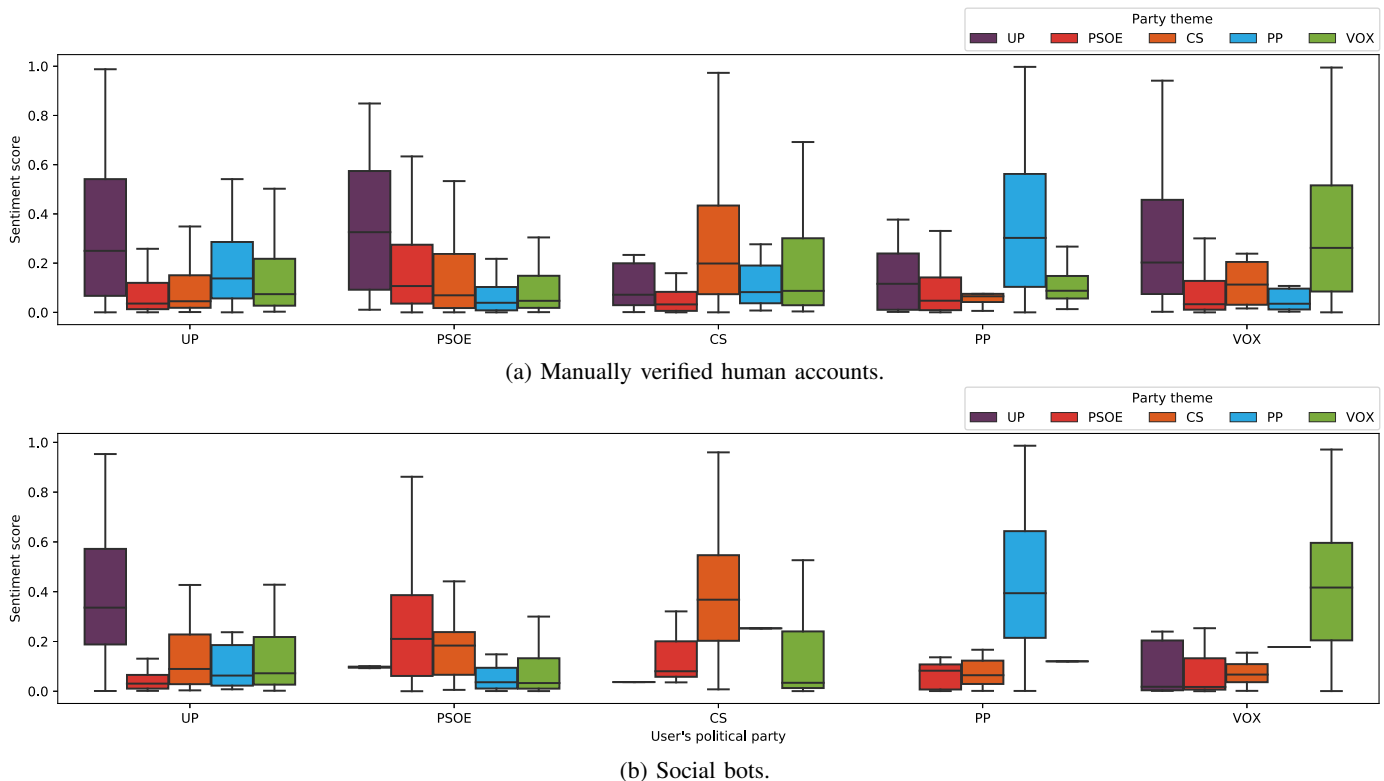 Party theme
UP PSOE CS PP VOX
1.0
0.8
0.6
0.4
0.2
0.0
Sentiment score
UP PSOE CS PP VOX
(a) Manually verified human accounts.
Party theme
UP PSOE CS PP VOX
1.0
0.8
0.6
0.4
0.2
0.0
Sentiment score
UP PSOE CS PP VOX
User's political party
(b) Social bots.